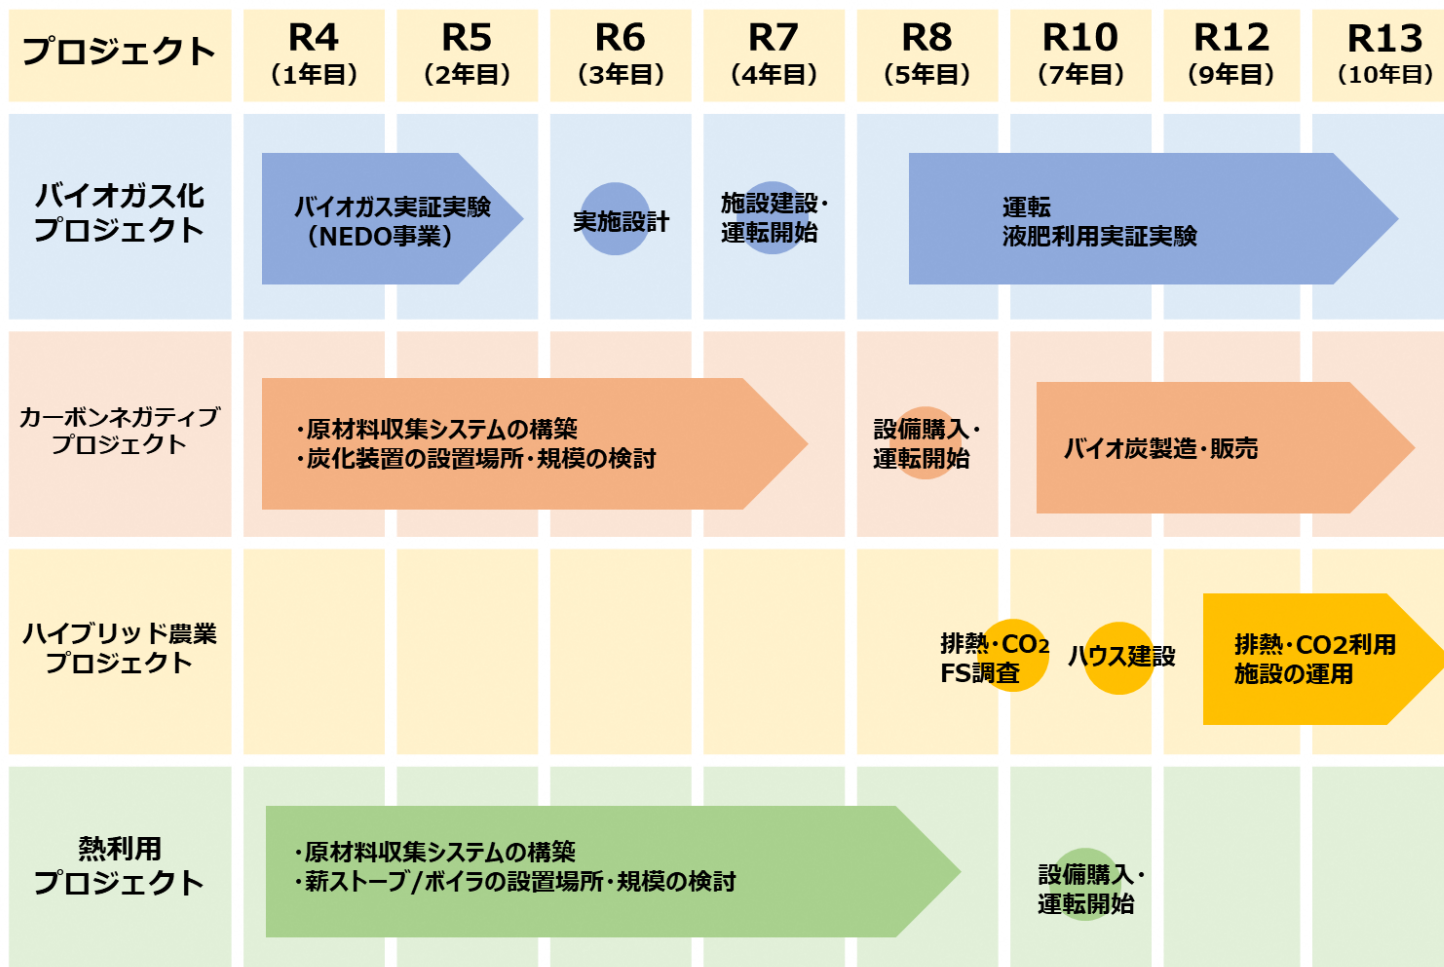 プロジェクト
R4
（1年目）
R5
（2年目）
R6
（3年目）
R7
（4年目）
R8
（5年目）
R10
（7年目）
R12
（9年目）
R13
（10年目）
バイオガス化
プロジェクト
バイオガス実証実験
（NEDO事業）
実施設計
施設建設・
運転開始
運転
液肥利用実証実験
カーボンネガティブ
プロジェクト
・原材料収集システムの構築
・炭化装置の設置場所・規模の検討
設備購入・
運転開始
バイオ炭製造・販売
ハイブリッド農業
プロジェクト
排熱・CO2
FS調査
ハウス建設
排熱・CO2利用
施設の運用
熱利用
プロジェクト
・原材料収集システムの構築
・薪ストーブ/ボイラの設置場所・規模の検討
設備購入・
運転開始